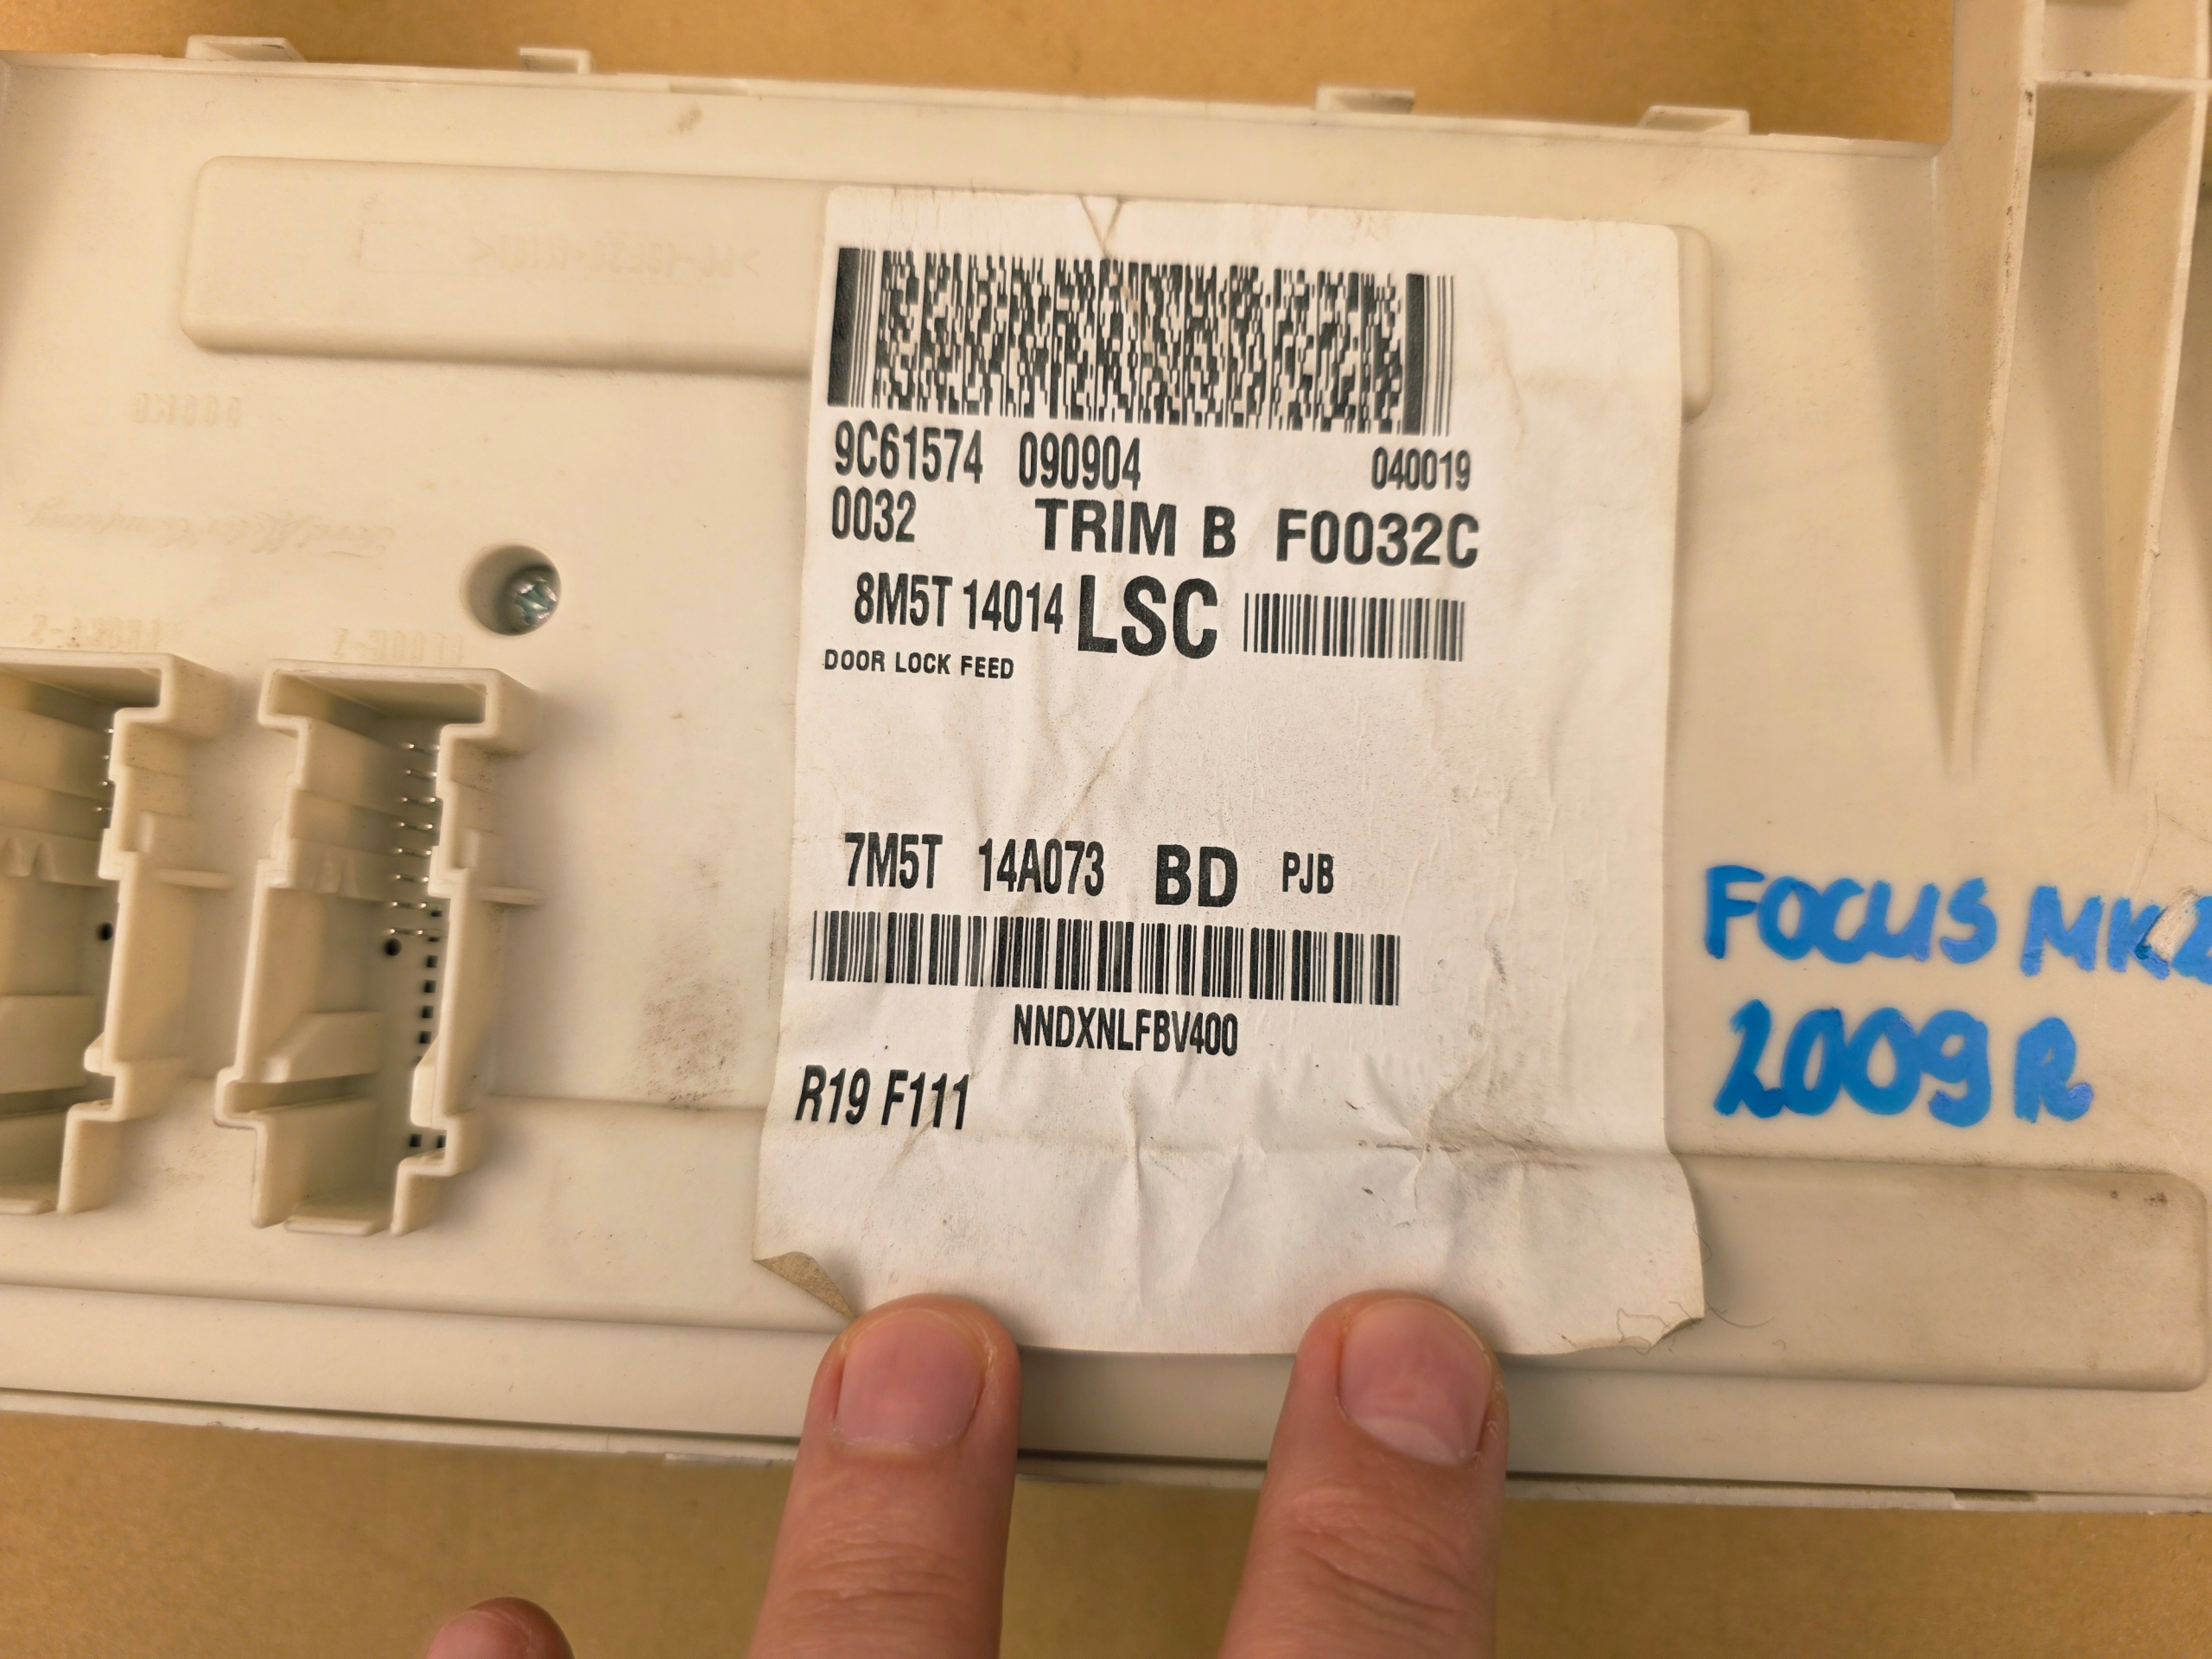 9C61574 090904 040019
0032 TRIM B F0032C
8M5T 14014 LSC
DOOR LOCK FEED
7M5T 14A073 BD PJB
NNDXNLFBV400
R19 F111
FOCUS MK2
2009R